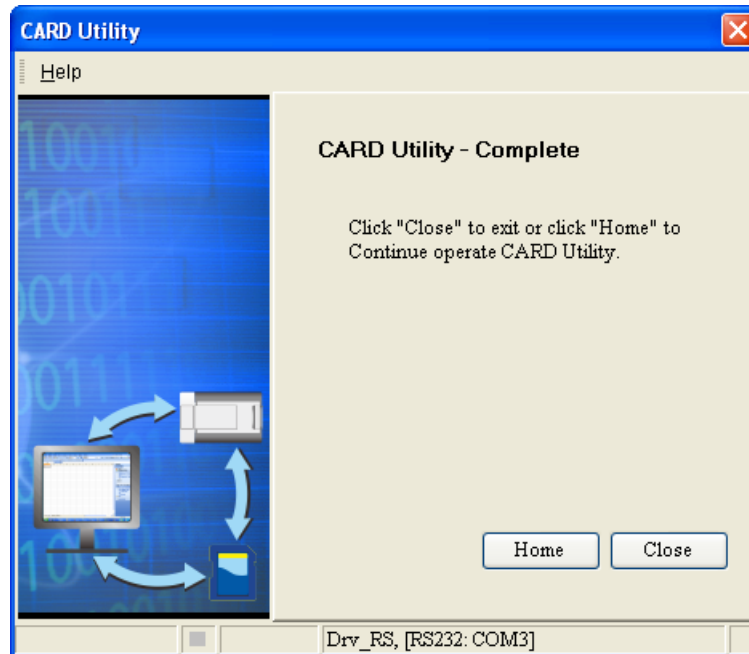 CARD Utility
Help
CARD Utility - Complete
Click "Close" to exit or click "Home" to
Continue operate CARD Utility.
Home
Close
Drv_RS, [RS232: COM3]